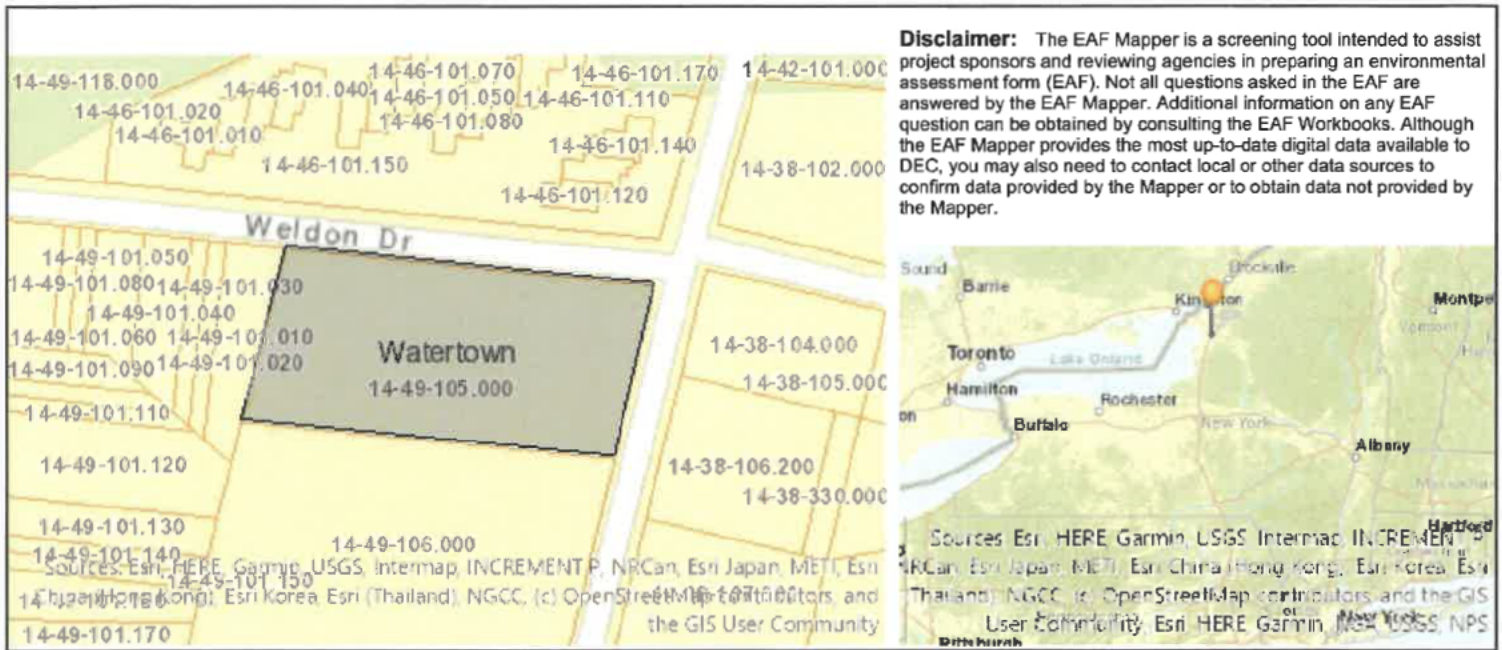 14-49-118.000
14-46-101.020
14-46-101.010
14-46-101.040
14-46-101.070
14-46-101.050
14-46-101.080
14-46-101.170
14-46-101.110
14-46-101.140
14-46-101.150
14-46-101.120
14-42-101.000
14-38-102.000
Weldon Dr
14-49-101.050
14-49-101.080
14-49-101.030
14-49-101.040
14-49-101.060
14-49-101.010
14-49-101.090
14-49-101.020
14-49-101.110
14-49-101.120
14-49-101.130
14-49-101.140
14-49-101.150
14-49-101.170
Watertown
14-49-105.000
14-49-106.000
14-38-104.000
14-38-105.000
14-38-106.200
14-38-330.000
Sources: Esri, HERE, Garmin, USGS, Intermap, INCREMENT P, NRCan, Esri Japan, METI, Esri
China (Hong Kong), Esri Korea, Esri (Thailand), NGCC, (c) OpenStreetMap contributors, and
the GIS User Community
Disclaimer: The EAF Mapper is a screening tool intended to assist
project sponsors and reviewing agencies in preparing an environmental
assessment form (EAF). Not all questions asked in the EAF are
answered by the EAF Mapper. Additional information on any EAF
question can be obtained by consulting the EAF Workbooks. Although
the EAF Mapper provides the most up-to-date digital data available to
DEC, you may also need to contact local or other data sources to
confirm data provided by the Mapper or to obtain data not provided by
the Mapper.
Sound
Barrie
Brockville
Kingston
Toronto
Lake Ontario
Hamilton
Rochester
Buffalo
New York
Albany
Montpe
Vermont
Hartford
New York
Pittsburgh
Sources: Esri, HERE, Garmin, USGS, Intermap, INCREMENT
NRCan, Esri Japan, METI, Esri China (Hong Kong), Esri Korea, Esri
Thailand), NGCC, (c) OpenStreetMap contributors, and the GIS
User Community, Esri, HERE, Garmin, USGS, NPS